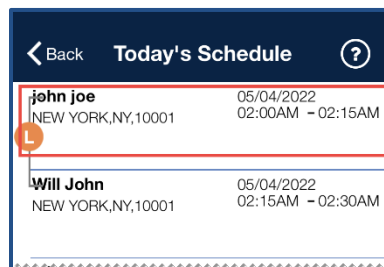 Back Today's Schedule ?
john joe 05/04/2022
NEW YORK,NY,10001 02:00AM - 02:15AM
L
Will John 05/04/2022
NEW YORK,NY,10001 02:15AM - 02:30AM